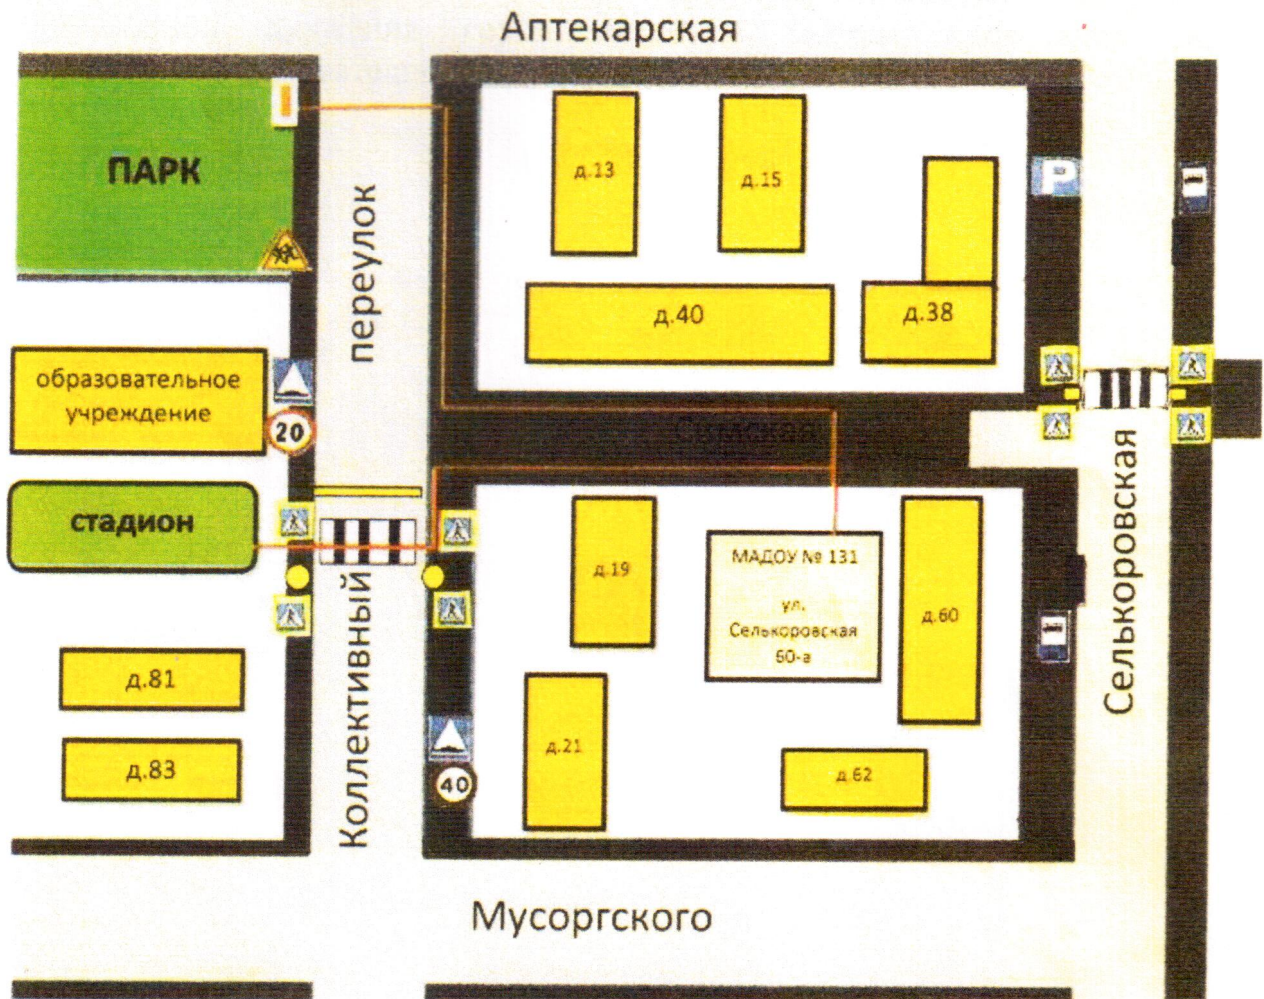 Аптекарская
ПАРК
переулок
д.13
д.15
P
д.40
д.38
образовательное
учреждение
20
Симская
стадион
Коллективный
д.19
МАДОУ № 131
ул.
Селькоровская
60-а
д.60
Селькоровская
д.81
д.83
д.21
40
д.62
Мусоргского